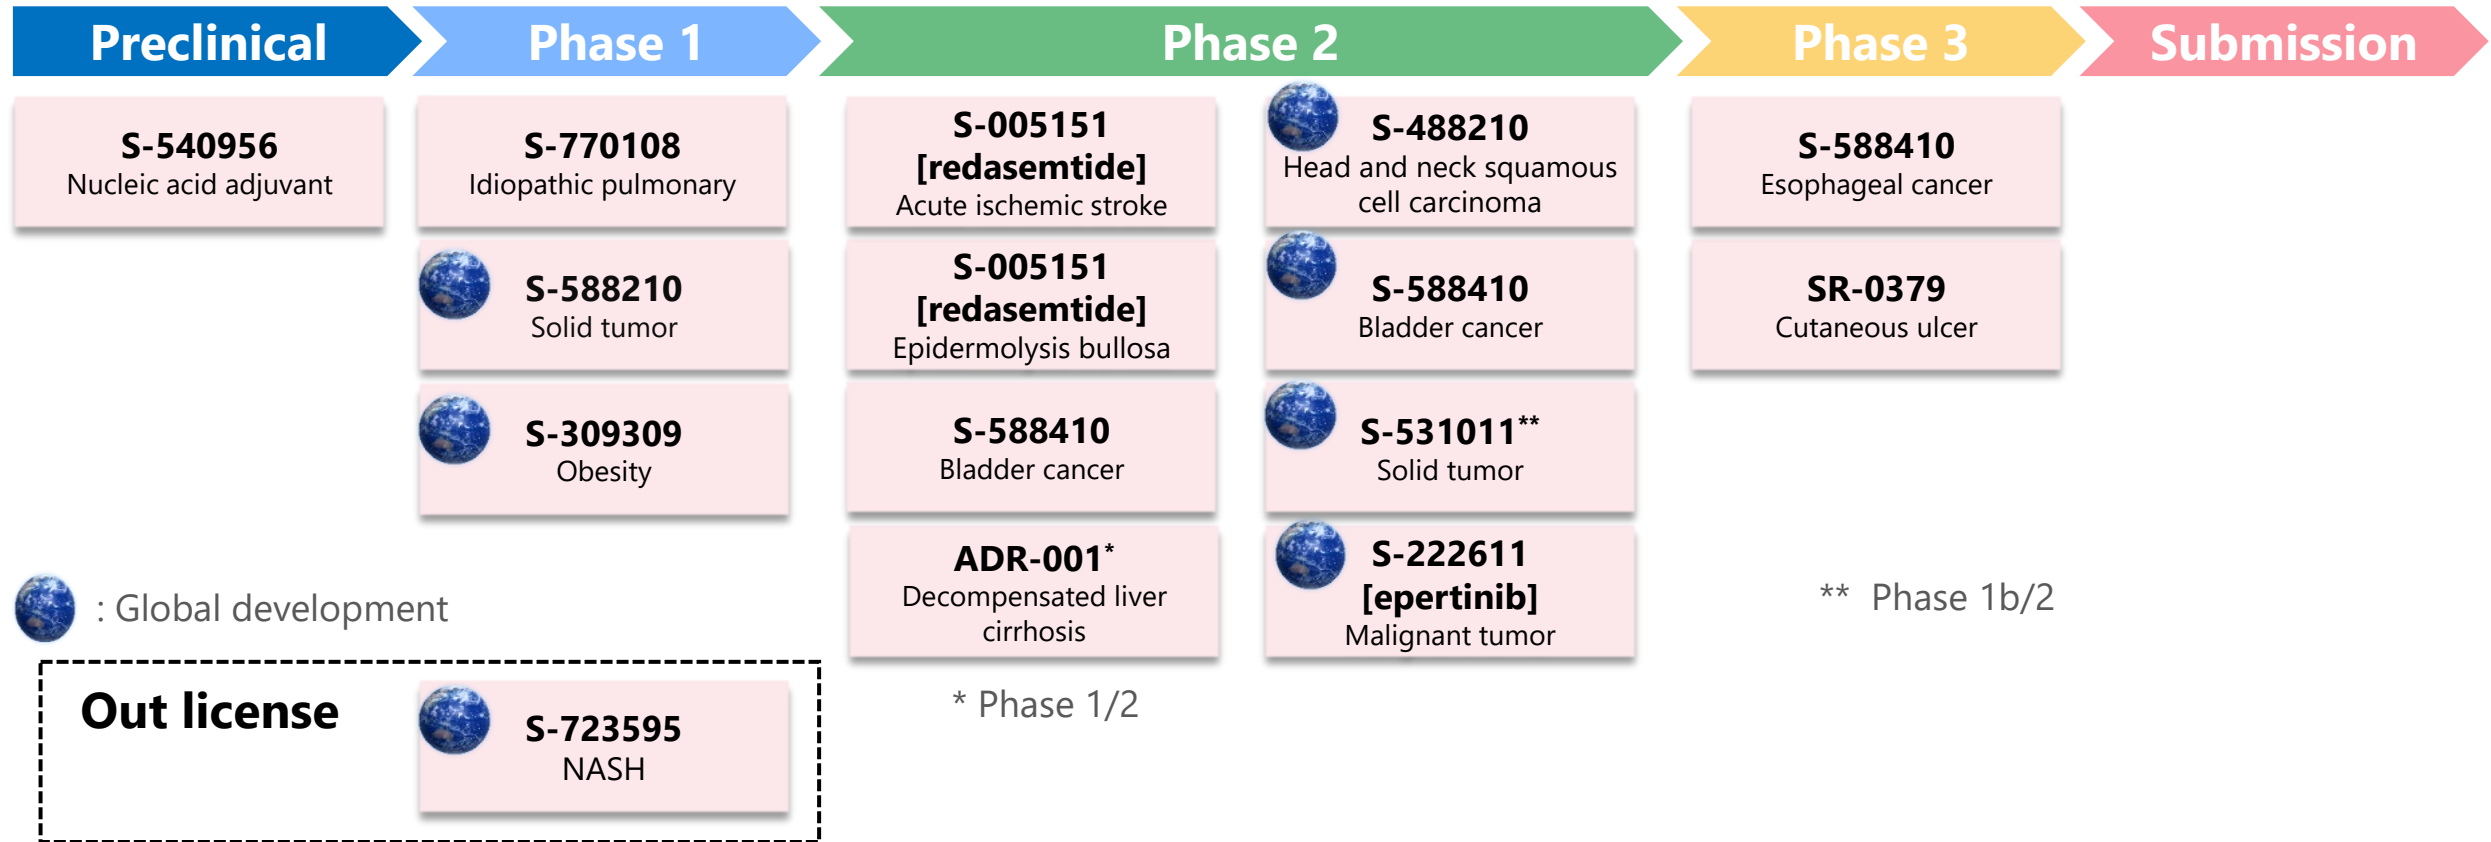 Preclinical
Phase 1
Phase 2
Phase 3
Submission
S-540956
Nucleic acid adjuvant
S-770108
Idiopathic pulmonary
S-588210
Solid tumor
S-309309
Obesity
S-005151
[redasemtide]
Acute ischemic stroke
S-005151
[redasemtide]
Epidermolysis bullosa
S-588410
Bladder cancer
ADR-001*
Decompensated liver
cirrhosis
* Phase 1/2
S-488210
Head and neck squamous
cell carcinoma
S-588410
Bladder cancer
S-531011**
Solid tumor
S-222611
[epertinib]
Malignant tumor
S-588410
Esophageal cancer
SR-0379
Cutaneous ulcer
** Phase 1b/2
: Global development
Out license
S-723595
NASH